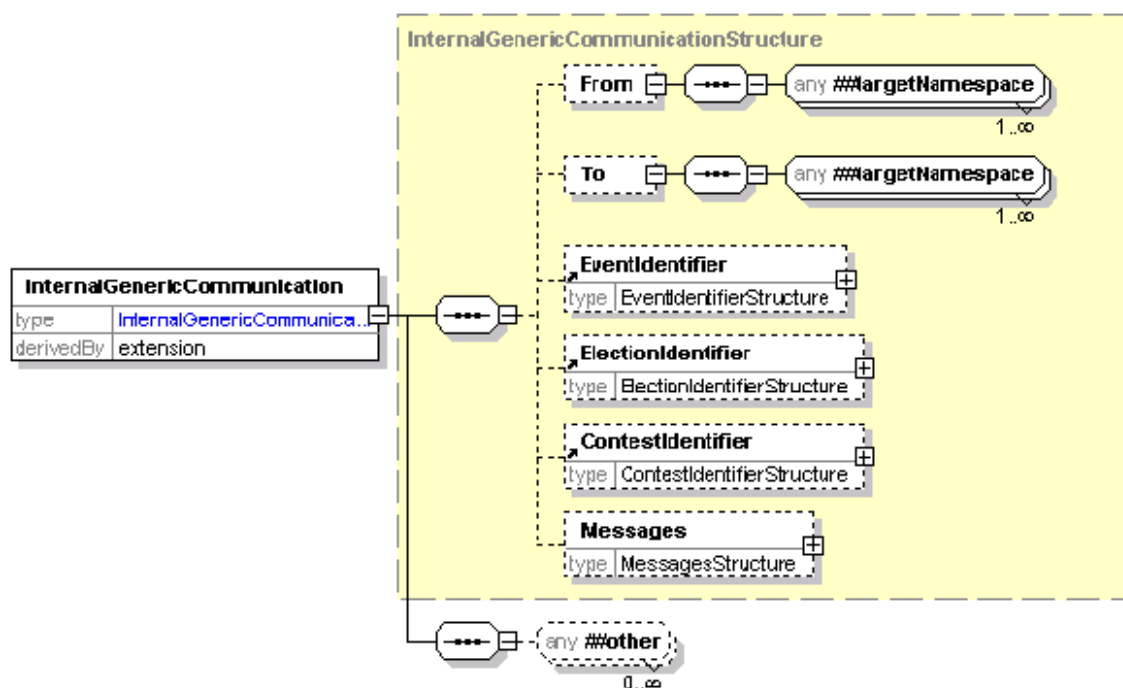 InternalGenericCommunicationStructure
From
any ##targetNamespace
1..∞
To
any ##targetNamespace
1..∞
EventIdentifier
type EventIdentifierStructure
InternalGenericCommunication
type InternalGenericCommunica...
derivedBy extension
ElectionIdentifier
type ElectionIdentifierStructure
ContestIdentifier
type ContestIdentifierStructure
Messages
type MessagesStructure
any ##other
0..∞